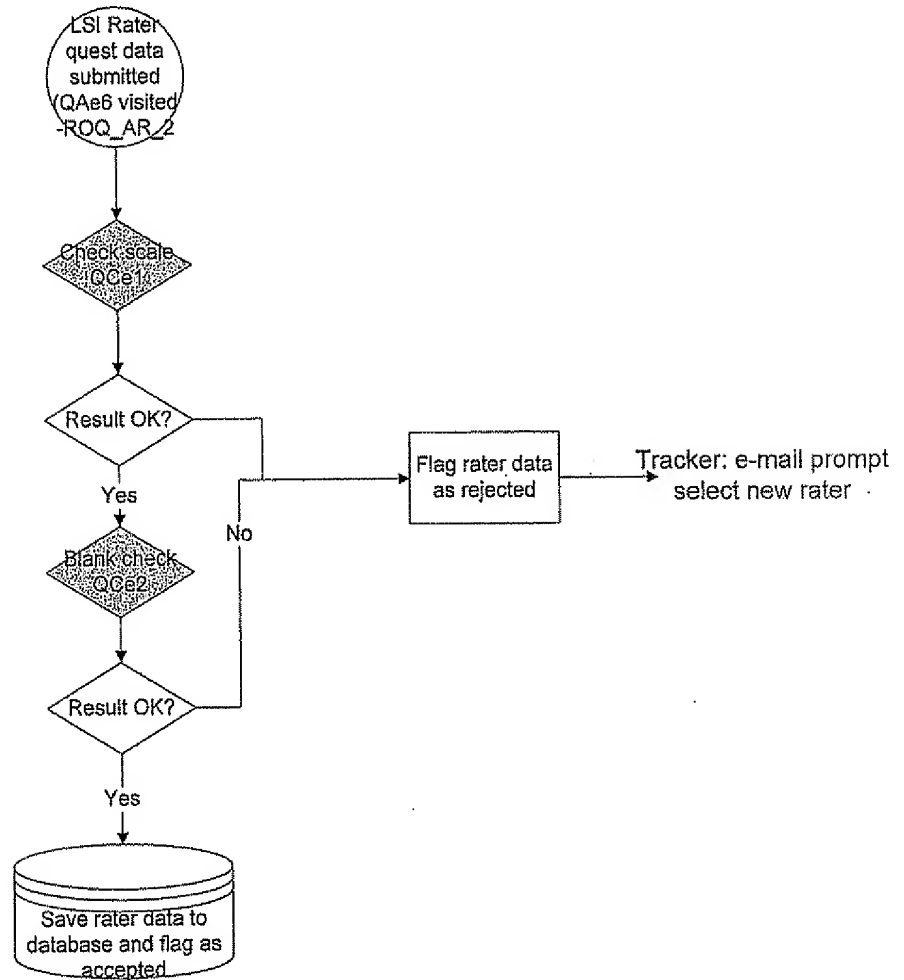 LSI Rater
quest data
submitted
(QAe6 visited
-ROQ_AR_2
Check scale
QCe1
Result OK?
Yes
Blank check
QCe2
No
Result OK?
Yes
Save rater data to
database and flag as
accepted
Flag rater data
as rejected
Tracker: e-mail prompt
select new rater